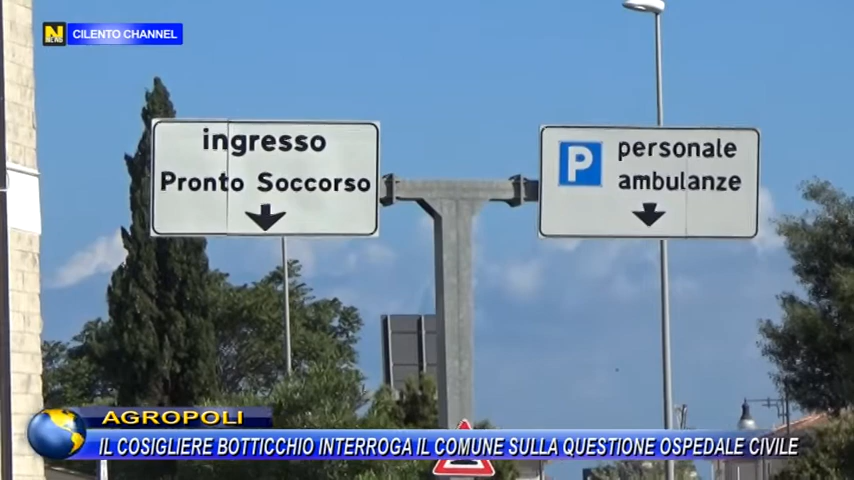 N
CILENTO CHANNEL
ingresso
Pronto Soccorso
P
personale
ambulanze
AGROPOLI
IL COSIGLIERE BOTTICCHIO INTERROGA IL COMUNE SULLA QUESTIONE OSPEDALE CIVILE